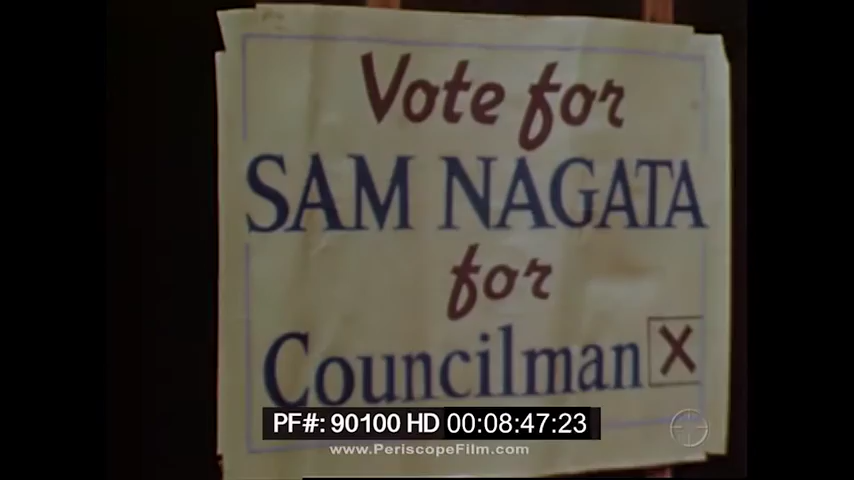 Vote for
SAM NAGATA
for
Councilman X
PF#: 90100 HD 00:08:47:23
www.PeriscopeFilm.com